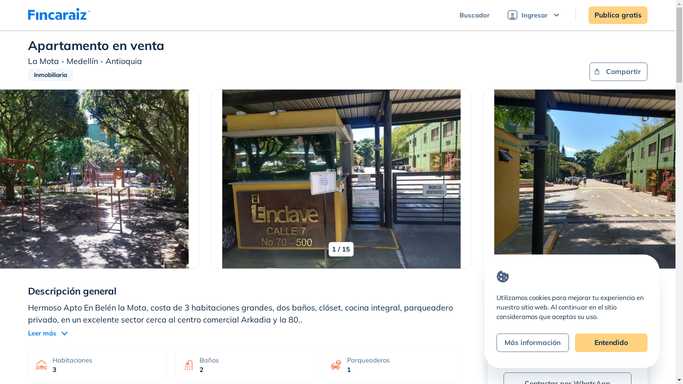 Fincaraiz
Buscador
Ingresar
Publica gratis
Apartamento en venta
La Mota - Medellín - Antioquia
Inmobiliaria
Compartir
El
Enclave
CALLE 7
No 70 - 500
1 / 15
Descripción general
Hermoso Apto En Belén la Mota, costa de 3 habitaciones grandes, dos baños, clóset, cocina integral, parqueadero
privado, en un excelente sector cerca al centro comercial Arkadia y la 80,.
Leer más
Habitaciones
3
Baños
2
Parqueaderos
1
Utilizamos cookies para mejorar tu experiencia en
nuestro sitio web. Al continuar en el sitio
consideramos que aceptas su uso.
Más información
Entendido
Contactar por WhatsApp